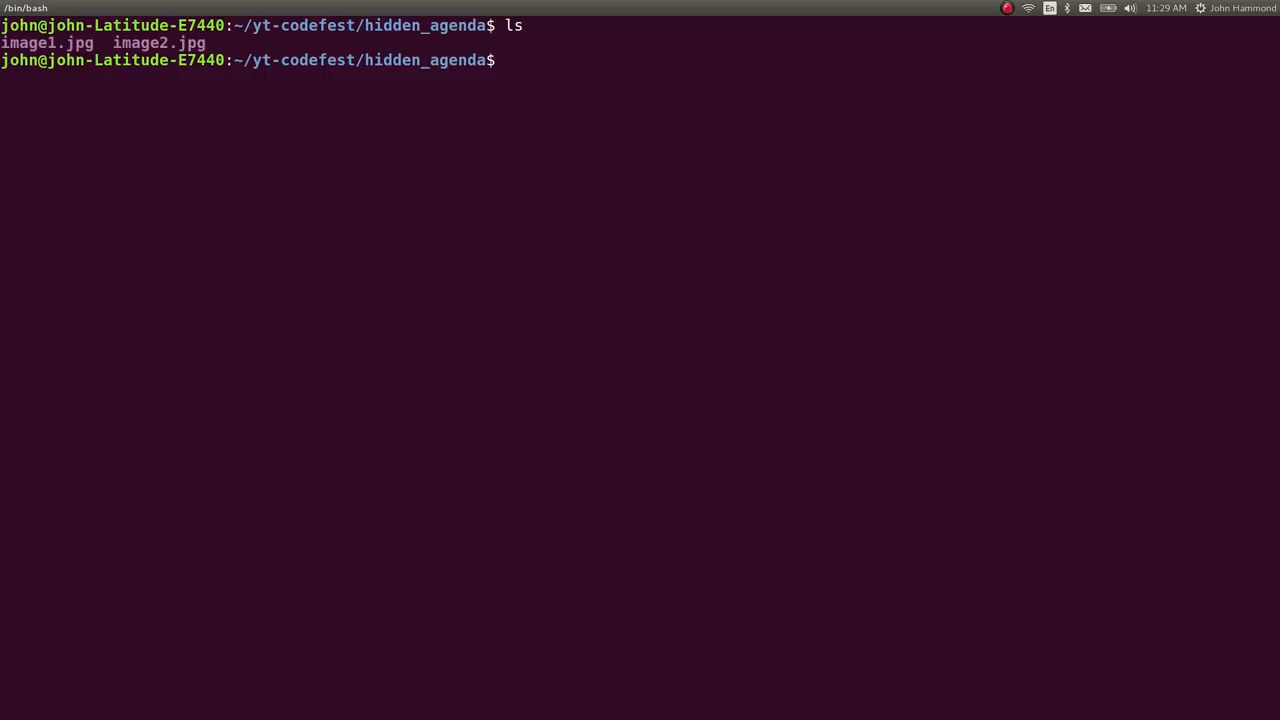 /bin/bash
En
11:29 AM
John Hammond
john@john-Latitude-E7440:~/yt-codefest/hidden_agenda$ ls
image1.jpg  image2.jpg
john@john-Latitude-E7440:~/yt-codefest/hidden_agenda$